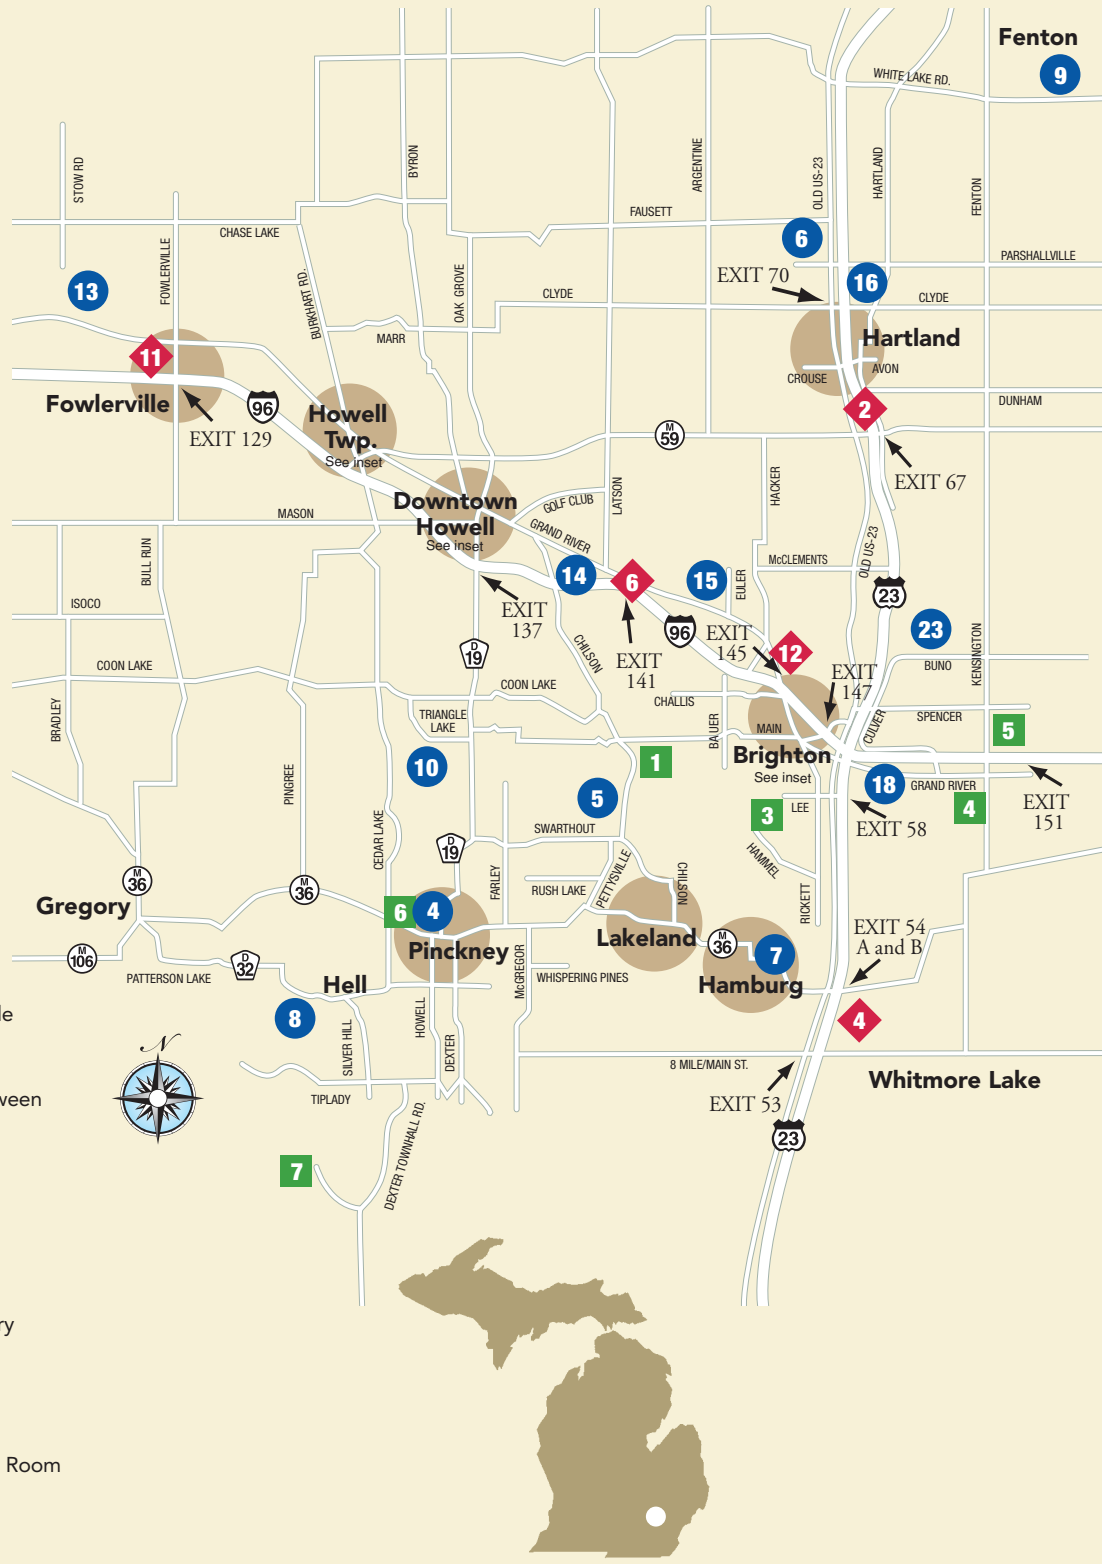 Fenton
9
WHITE LAKE RD.
STOW RD
BYRON
ARGENTINE
OLD US-23
HARTLAND
FENTON
FOWLERVILLE
CHASE LAKE
FAUSETT
6
PARSHALLVILLE
13
BURKHART RD.
OAK GROVE
CLYDE
EXIT 70
16
CLYDE
MARR
Hartland
11
CROUSE
AVON
Fowlerville
96
EXIT 129
Howell
Twp.
See inset
2
DUNHAM
M
59
EXIT 67
HACKER
LATSON
GOLF CLUB
Downtown
Howell
See inset
MASON
GRAND RIVER
BULL RUN
McCLEMENTS
OLD US-23
14
6
15
EULER
23
ISOCO
EXIT
137
96
EXIT
145
12
23
KENSINGTON
D
19
CHILSON
EXIT
141
EXIT
147
BUNO
COON LAKE
COON LAKE
CHALLIS
BRADLEY
TRIANGLE
LAKE
BAUER
MAIN
CULVER
SPENCER
5
Brighton
See inset
1
10
PINGREE
5
18
GRAND RIVER
EXIT
151
3
LEE
4
EXIT 58
CEDAR LAKE
SWARTHOUT
D
19
HAMMEL
M
36
M
36
FARLEY
RUSH LAKE
PETTYSVILLE
CHILSON
RICKETT
Gregory
6
4
Pinckney
Lakeland
M
36
7
Hamburg
EXIT 54
A and B
M
106
D
32
PATTERSON LAKE
Hell
McGREGOR
WHISPERING PINES
8
HOWELL
DEXTER
SILVER HILL
4
le
N
8 MILE/MAIN ST.
Whitmore Lake
ween
TIPLADY
EXIT 53
DEXTER TOWNHALL RD.
23
7
ry
Room